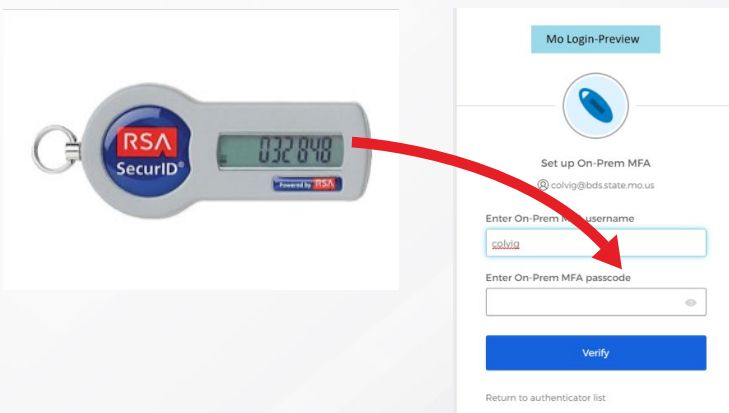 RSA
SecurID®
032848
Powered by RSA
Mo Login-Preview
Set up On-Prem MFA
colvig@bds.state.mo.us
Enter On-Prem MFA username
colvig
Enter On-Prem MFA passcode
Verify
Return to authenticator list